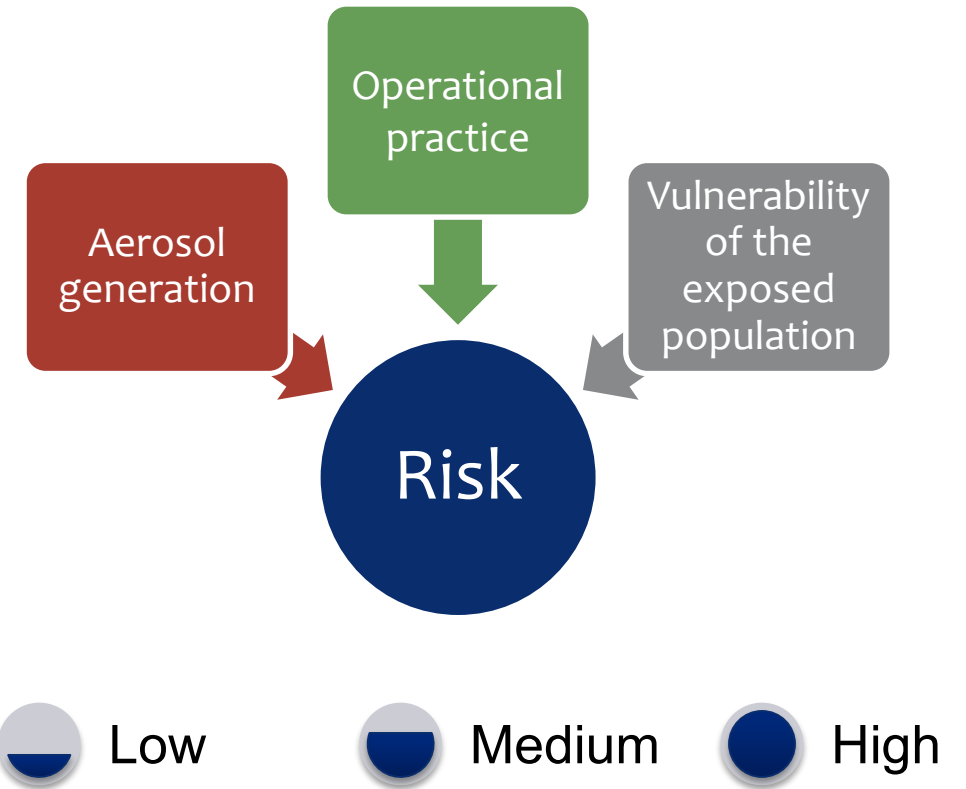 Operational
practice
Aerosol
generation
Vulnerability
of the
exposed
population
Risk
Low
Medium
High